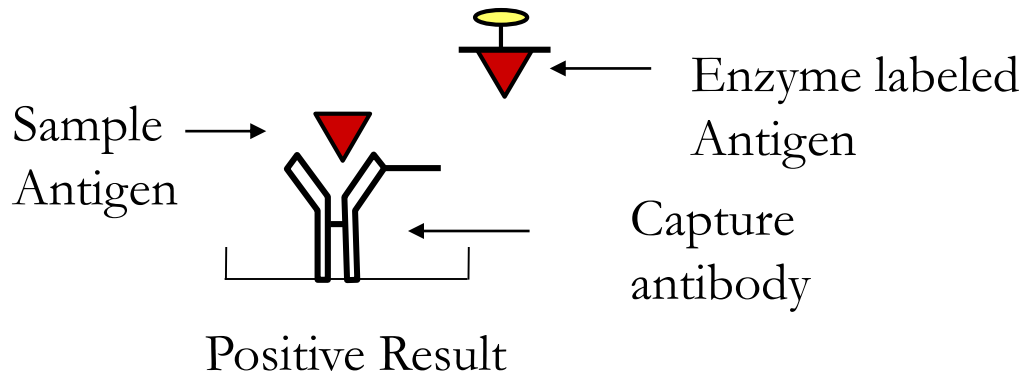 Enzyme labeled
Antigen
Sample
Antigen
Capture
antibody
Positive Result